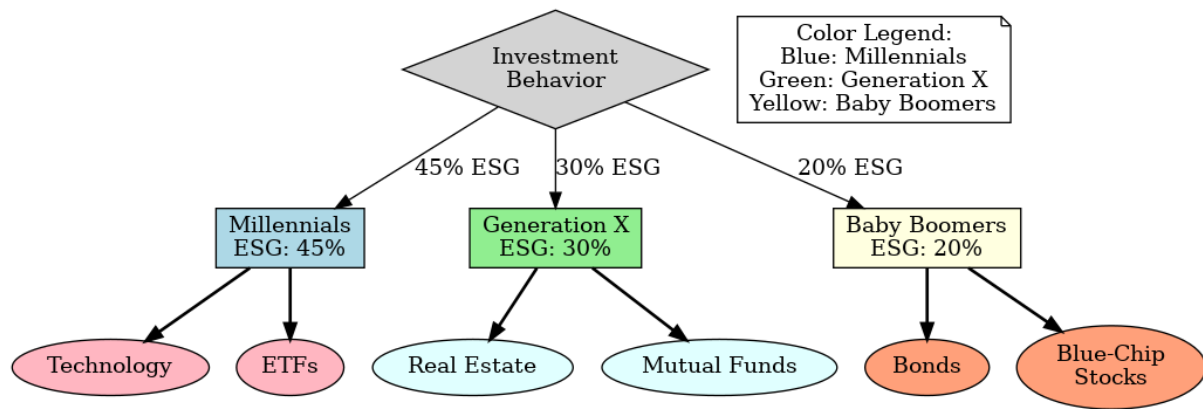 Investment
Behavior
Color Legend:
Blue: Millennials
Green: Generation X
Yellow: Baby Boomers
45% ESG
30% ESG
20% ESG
Millennials
ESG: 45%
Generation X
ESG: 30%
Baby Boomers
ESG: 20%
Technology
ETFs
Real Estate
Mutual Funds
Bonds
Blue-Chip
Stocks